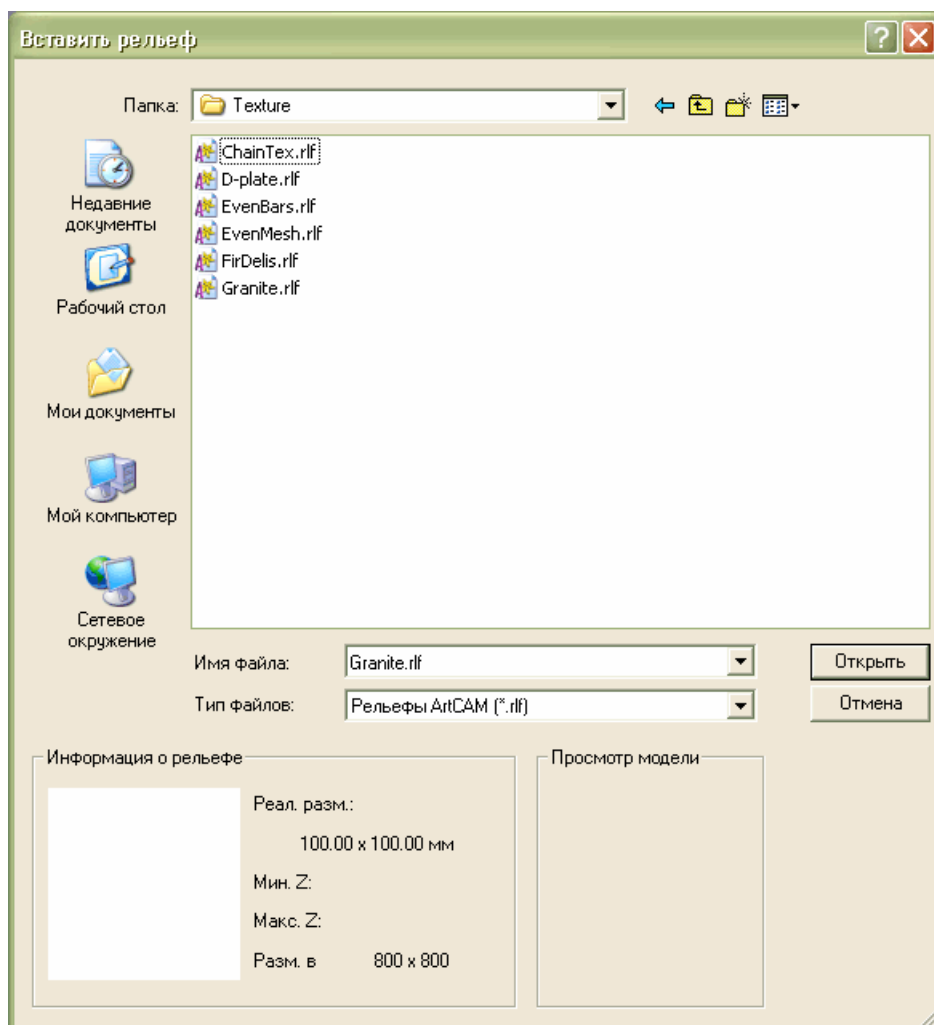 Вставить рельеф
Папка:
Texture
ChainTex.rlf
D-plate.rlf
EvenBars.rlf
EvenMesh.rlf
FirDelis.rlf
Granite.rlf
Недавние
документы
Рабочий стол
Мои документы
Мой компьютер
Сетевое
окружение
Имя файла:
Granite.rlf
Открыть
Тип файлов:
Рельефы ArtCAM (*.rlf)
Отмена
Информация о рельефе
Просмотр модели
Реал. разм.:
100.00 x 100.00 мм
Мин. Z:
Макс. Z:
Разм. в 800 x 800